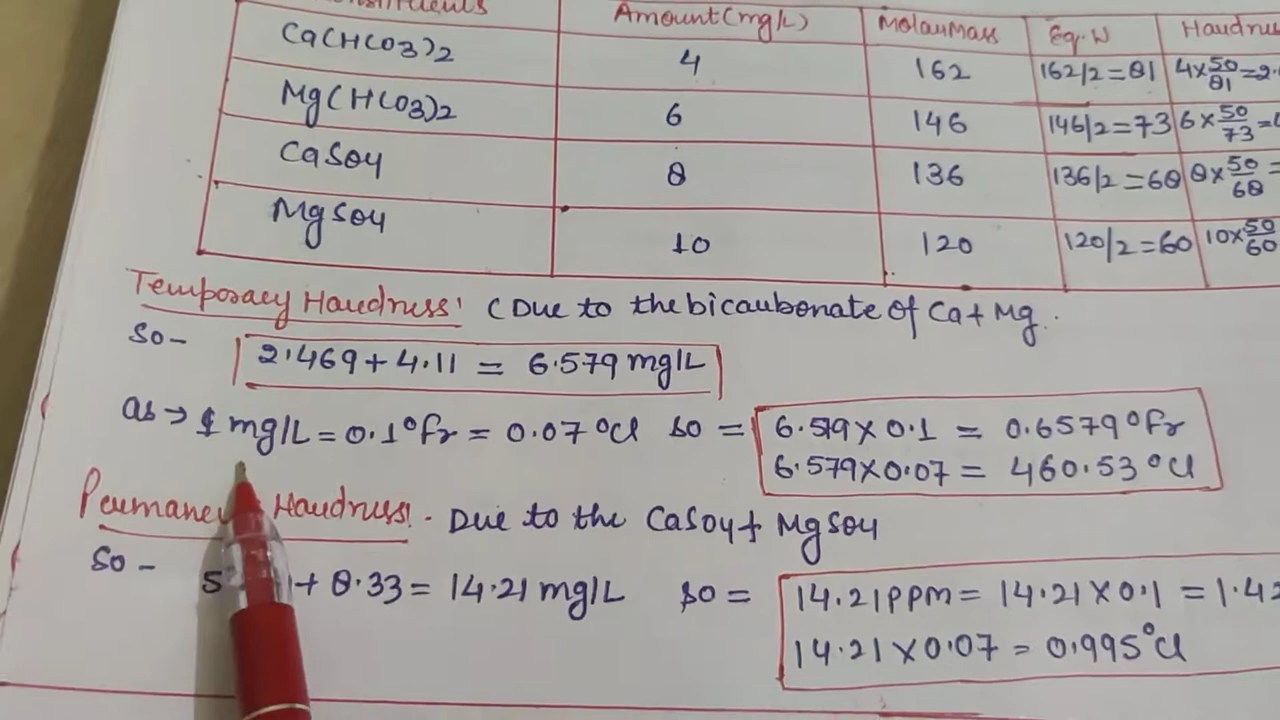 Amount(mg/L) Molar Mass Eq.W
Ca(HCO3)2 4 162 162/2=81 4×50/81=2.
Mg(HCO3)2 6 146 146/2=73 6×50/73=
CaSO4 8 136 136/2=68 8×50/68=
MgSO4 10 120 120/2=60 10×50/60
Temporary Hardness: (Due to the bicarbonate of Ca+Mg.
So- 2.469+4.11 = 6.579 mg/L
as→ 1 mg/L=0.1°Fr=0.07°Cl so = 6.579×0.1 = 0.6579°Fr
6.579×0.07= 460.53°Cl
Hardness. Due to the CaSO4+ MgSO4
So - + 8.33=14.21 mg/L so = 14.21PPM= 14.21×0.1=1.42
14.21×0.07=0.995°Cl